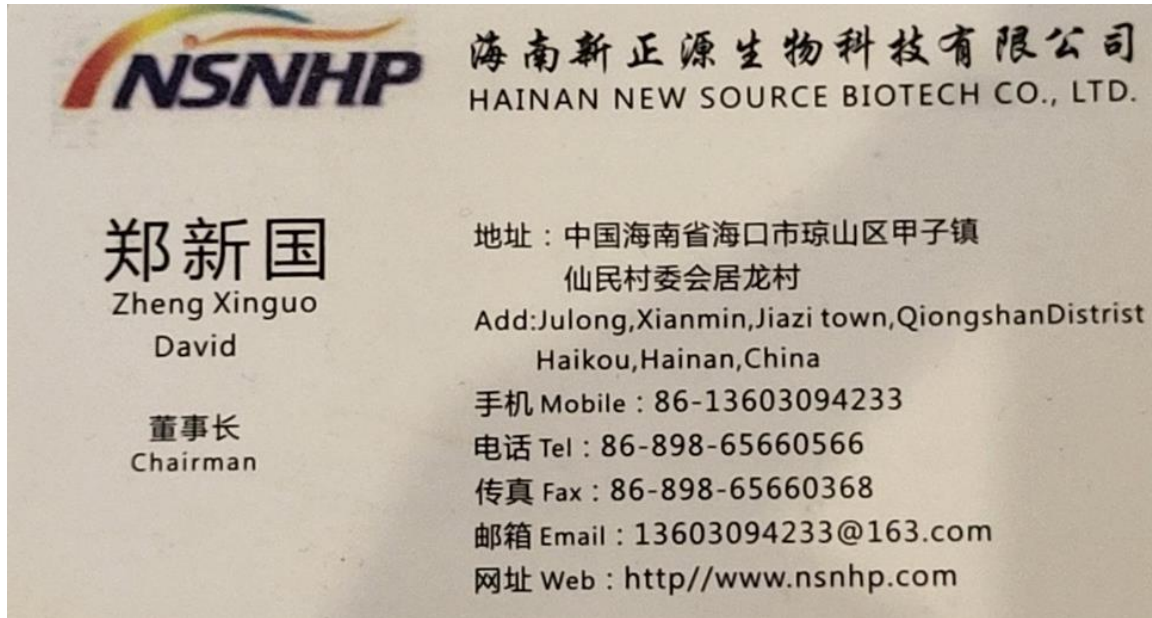 NSNHP
海南新正源生物科技有限公司
HAINAN NEW SOURCE BIOTECH CO., LTD.
郑新国
Zheng Xinguo
David
董事长
Chairman
地址：中国海南省海口市琼山区甲子镇
仙民村委会居龙村
Add:Julong,Xianmin,Jiazi town,QiongshanDistrist
Haikou,Hainan,China
手机 Mobile：86-13603094233
电话 Tel：86-898-65660566
传真 Fax：86-898-65660368
邮箱 Email：13603094233@163.com
网址 Web：http//www.nsnhp.com